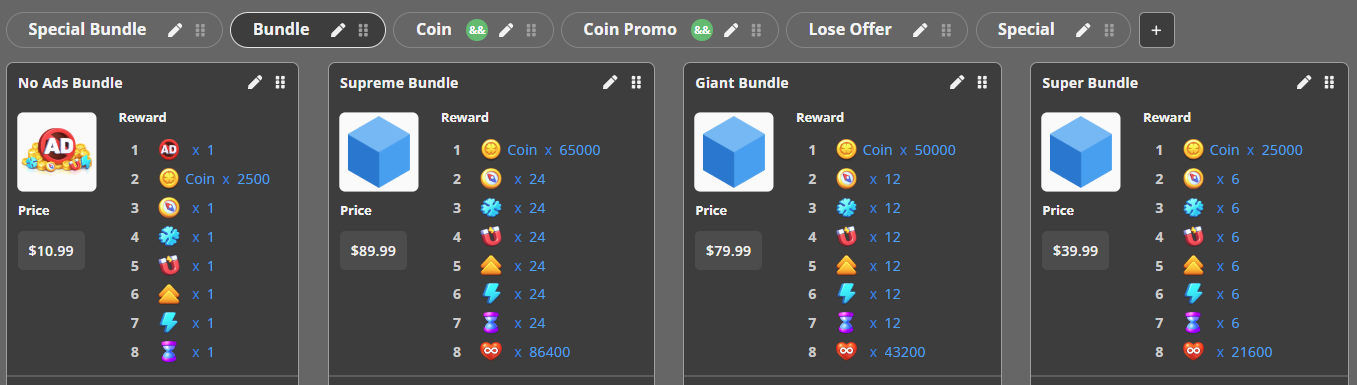 Special Bundle
Bundle
Coin &&
Coin Promo &&
Lose Offer
Special
+
No Ads Bundle
Reward
1 AD x 1
2 Coin x 2500
3 x 1
4 x 1
5 x 1
6 x 1
7 x 1
8 x 1
AD
Price
$10.99
Supreme Bundle
Reward
1 Coin x 65000
2 x 24
3 x 24
4 x 24
5 x 24
6 x 24
7 x 24
8 x 86400
Price
$89.99
Giant Bundle
Reward
1 Coin x 50000
2 x 12
3 x 12
4 x 12
5 x 12
6 x 12
7 x 12
8 x 43200
Price
$79.99
Super Bundle
Reward
1 Coin x 25000
2 x 6
3 x 6
4 x 6
5 x 6
6 x 6
7 x 6
8 x 21600
Price
$39.99